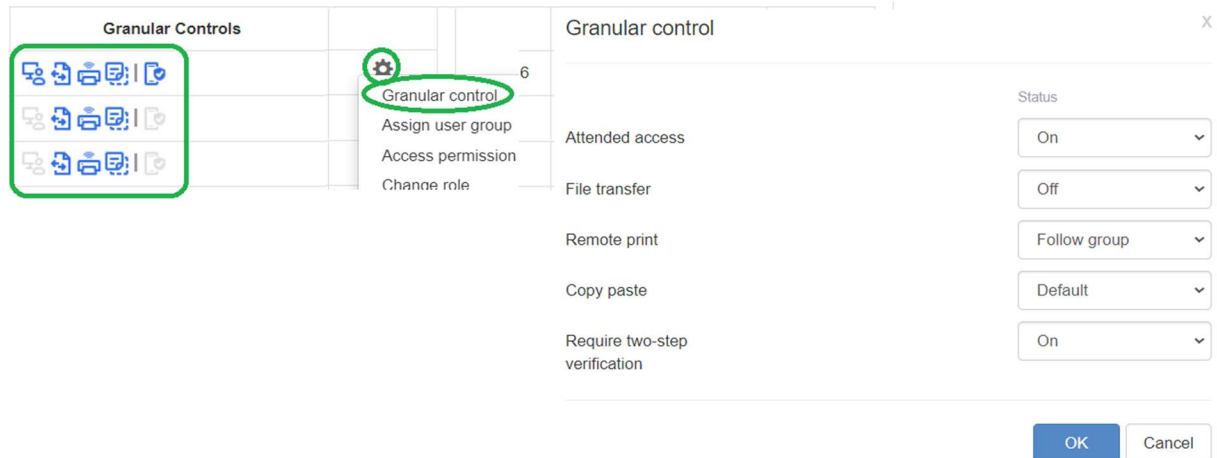 Granular Controls
6
Granular control
Assign user group
Access permission
Change role
Granular control
X
Status
Attended access
On
File transfer
Off
Remote print
Follow group
Copy paste
Default
Require two-step
verification
On
OK
Cancel